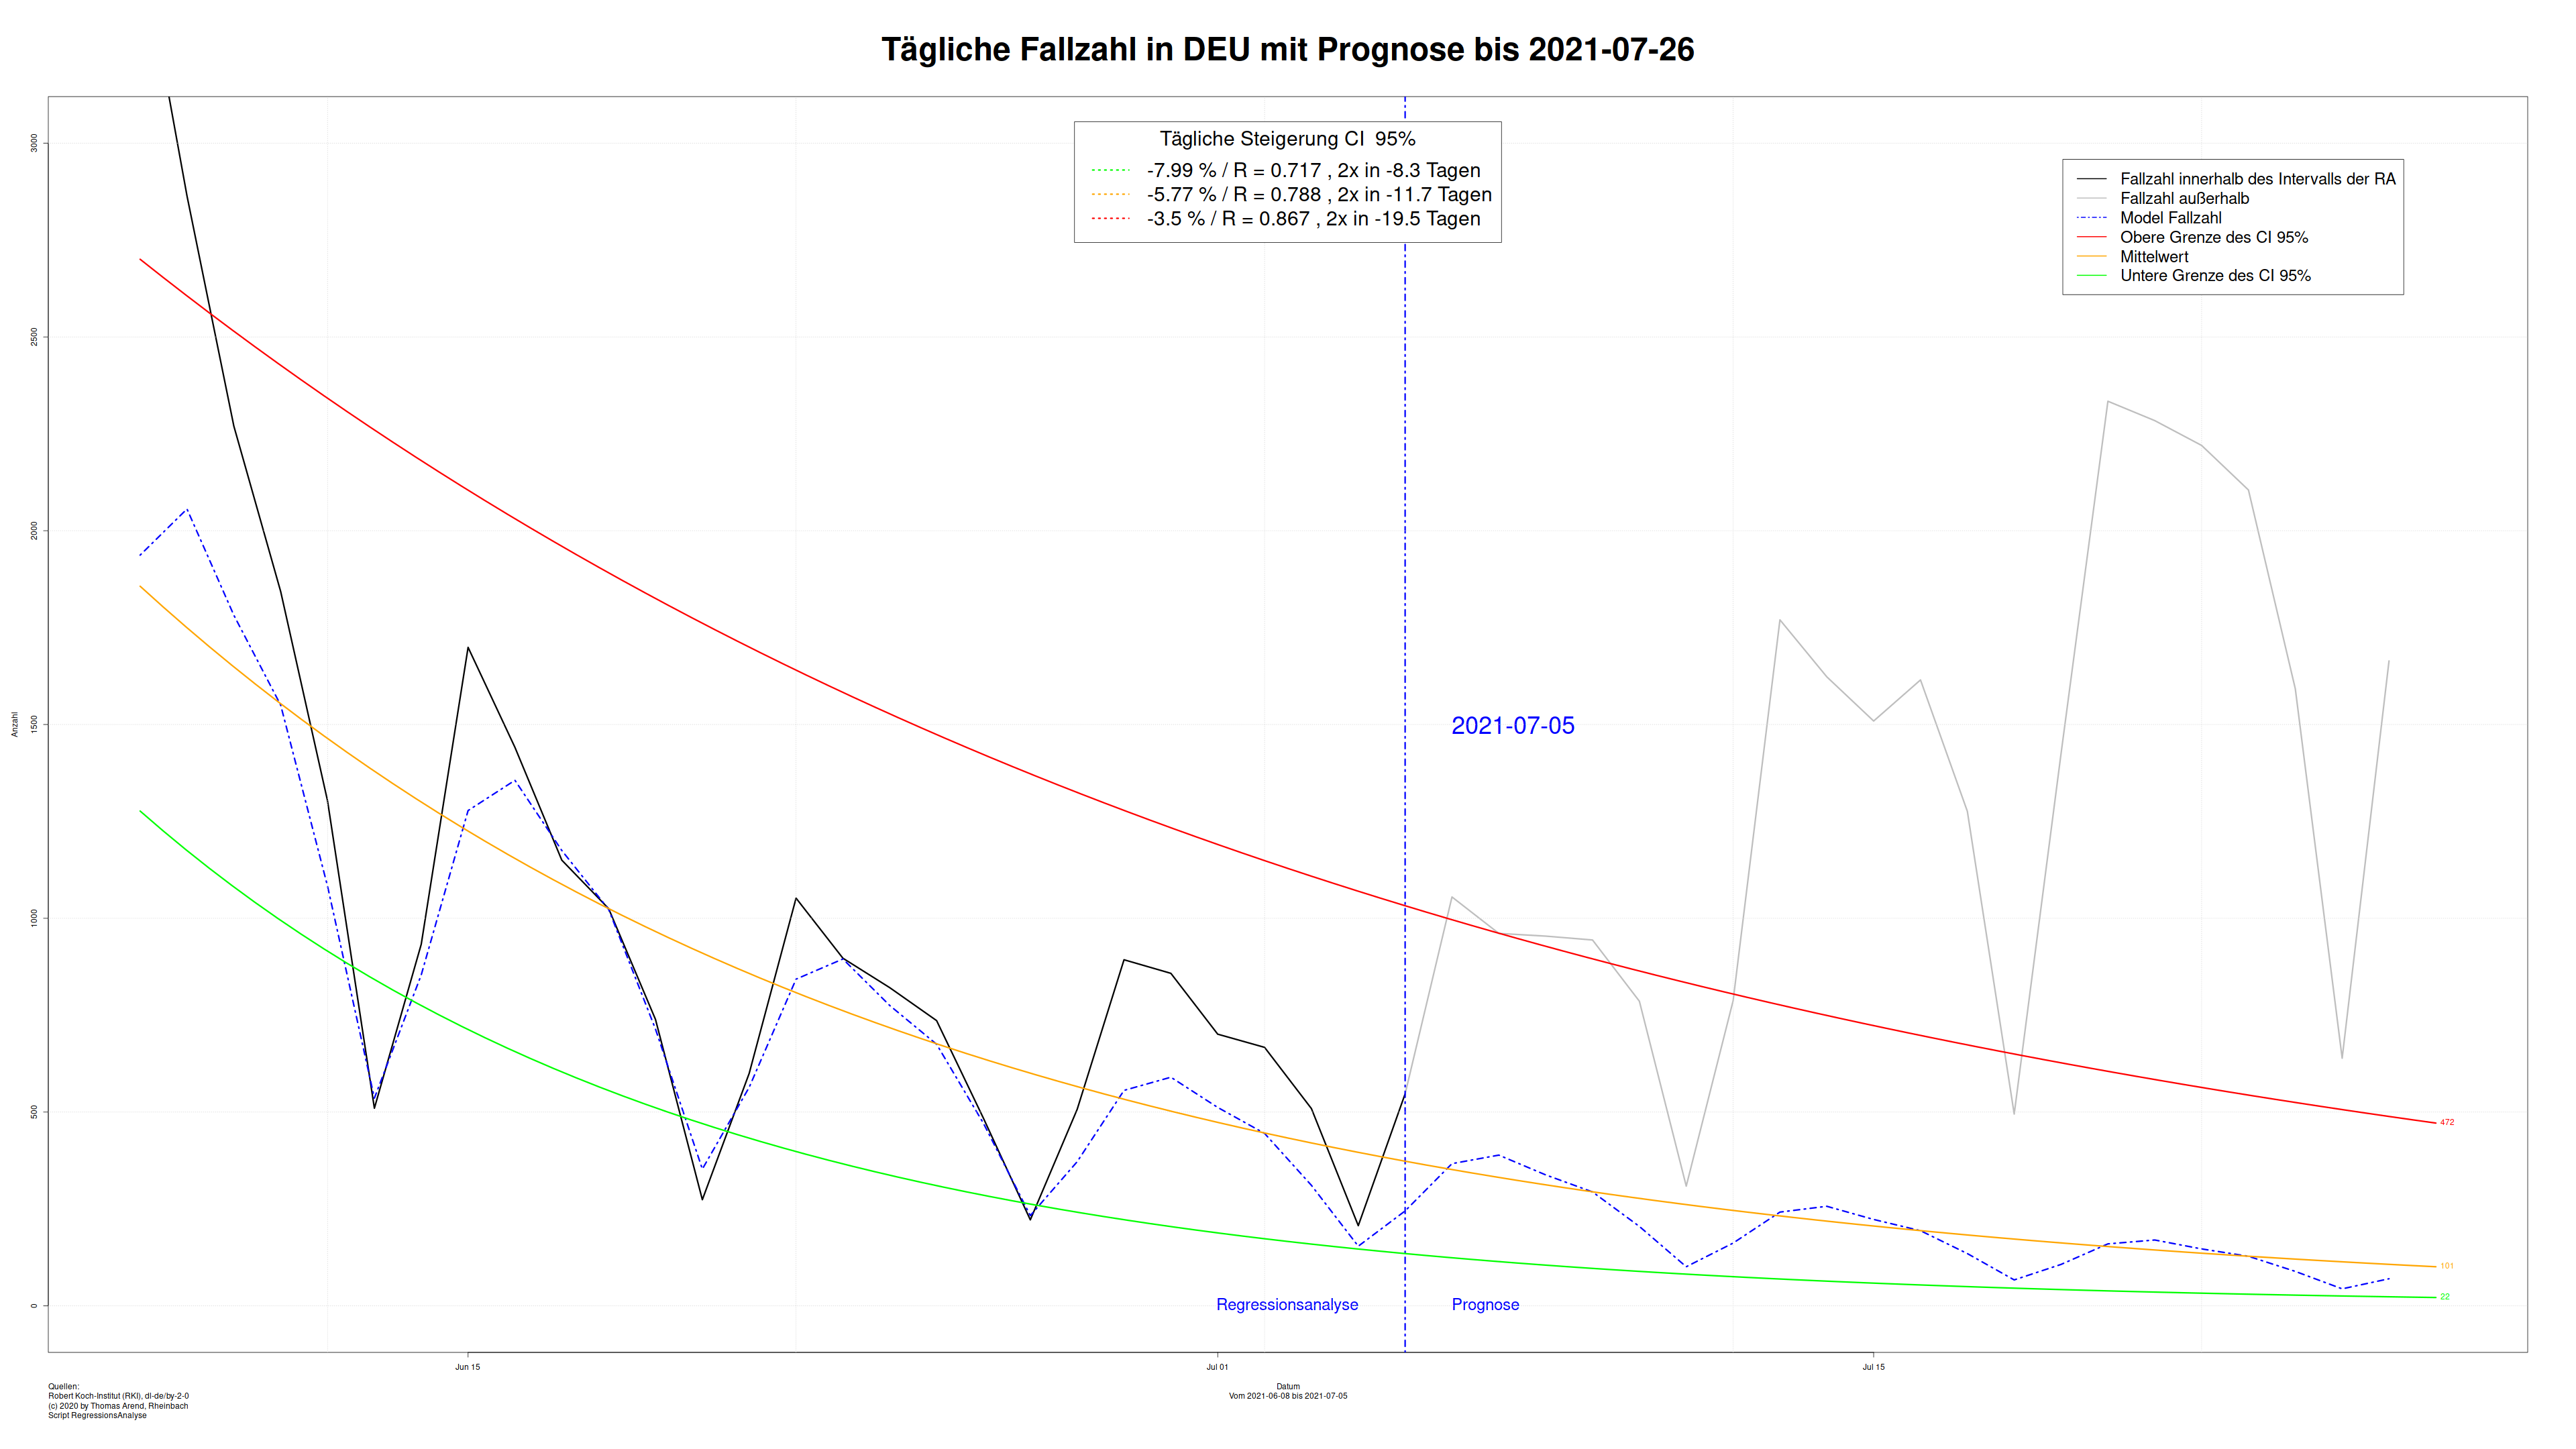 Tägliche Fallzahl in DEU mit Prognose bis 2021-07-26
Tägliche Steigerung CI  95%
-7.99 % / R = 0.717 , 2x in -8.3 Tagen
-5.77 % / R = 0.788 , 2x in -11.7 Tagen
-3.5 % / R = 0.867 , 2x in -19.5 Tagen
Fallzahl innerhalb des Intervalls der RA
Fallzahl außerhalb
Model Fallzahl
Obere Grenze des CI 95%
Mittelwert
Untere Grenze des CI 95%
3000
2500
2000
1500
1000
500
0
Anzahl
2021-07-05
472
101
22
Regressionsanalyse
Prognose
Jun 15
Jul 01
Jul 15
Datum
Vom 2021-06-08 bis 2021-07-05
Quellen:
Robert Koch-Institut (RKI), dl-de/by-2-0
(c) 2020 by Thomas Arend, Rheinbach
Script RegressionsAnalyse